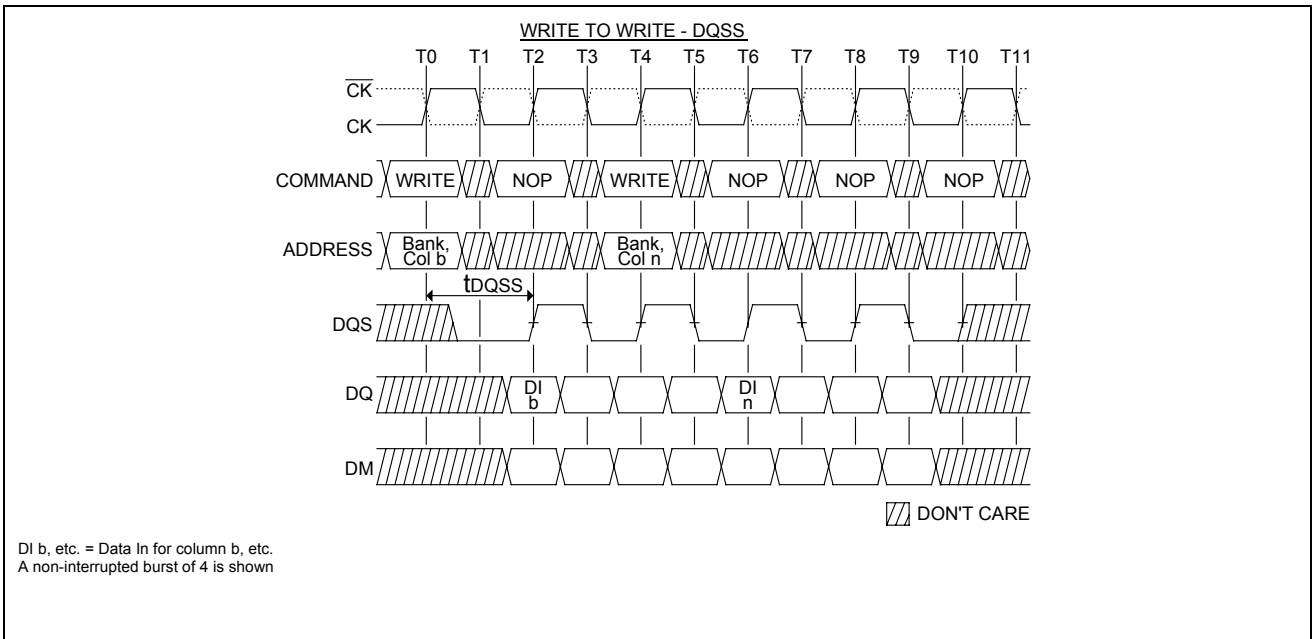 WRITE TO WRITE - DQSS
T0 T1 T2 T3 T4 T5 T6 T7 T8 T9 T10 T11
CK
CK
COMMAND WRITE NOP WRITE NOP NOP NOP
ADDRESS Bank, Col b Bank, Col n
tDQSS
DQS
DQ DI b DI n
DM
DON'T CARE
DI b, etc. = Data In for column b, etc.
A non-interrupted burst of 4 is shown